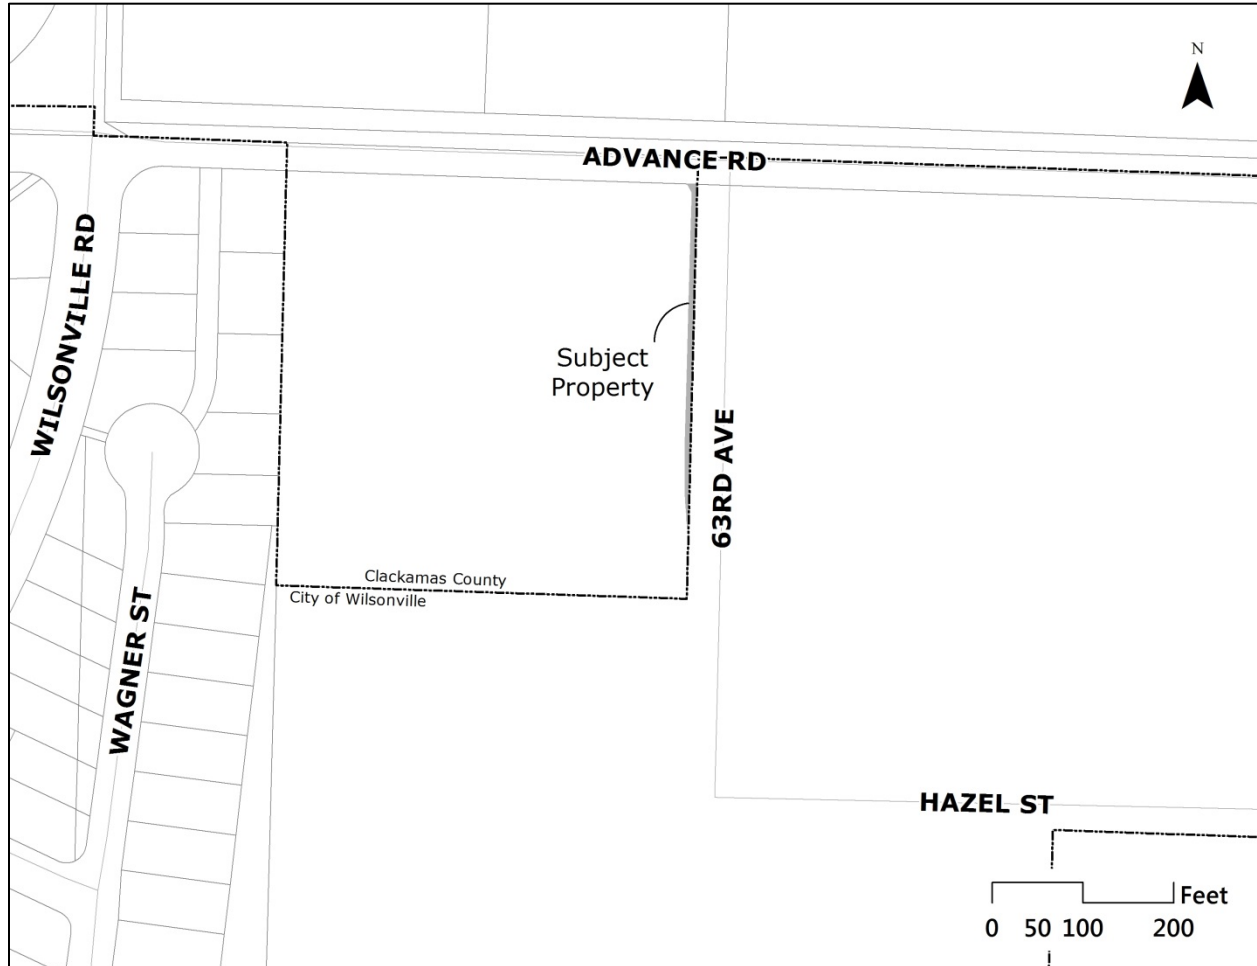 N
ADVANCE RD
WILSONVILLE RD
Subject
Property
63RD AVE
Clackamas County
City of Wilsonville
WAGNER ST
HAZEL ST
Feet
0 50 100 200